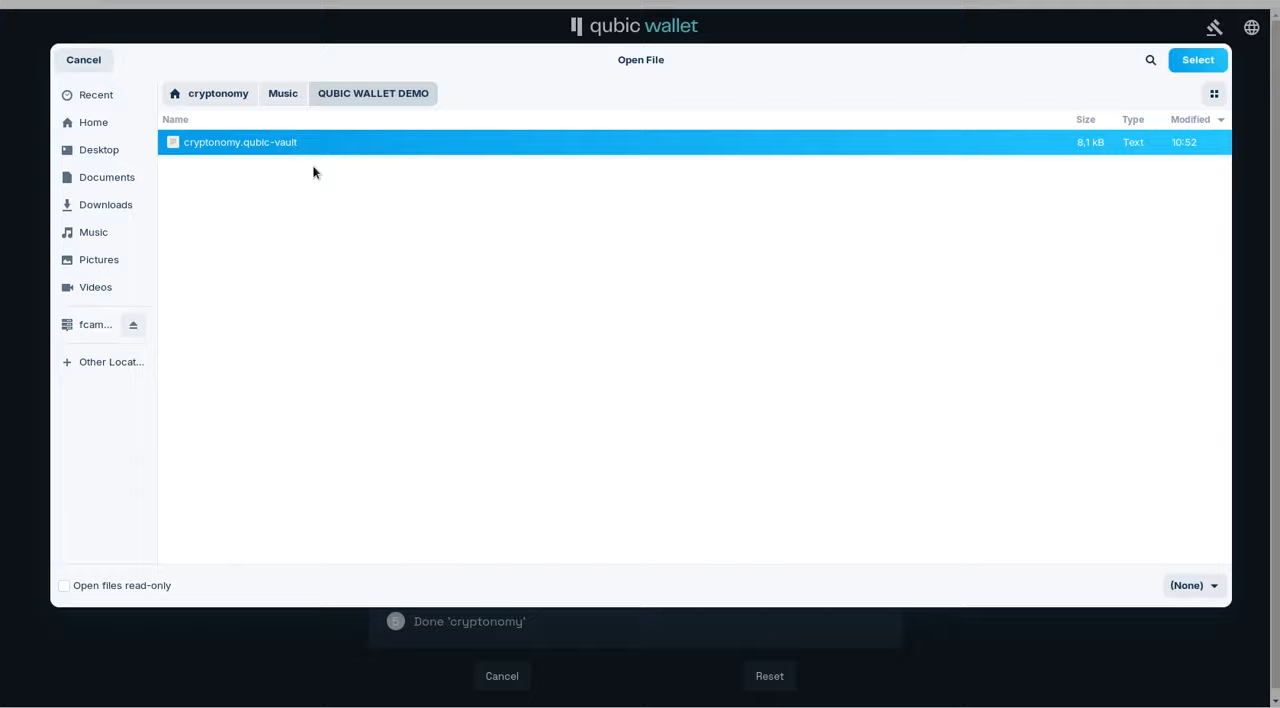 qubic wallet
Cancel
Open File
Select
cryptonomy
Music
QUBIC WALLET DEMO
Recent
Home
Desktop
Documents
Downloads
Music
Pictures
Videos
fcam...
Other Locat...
Name Size Type Modified
cryptonomy.qubic-vault 8,1 kB Text 10:52
Open files read-only
(None)
5 Done 'cryptonomy'
Cancel
Reset